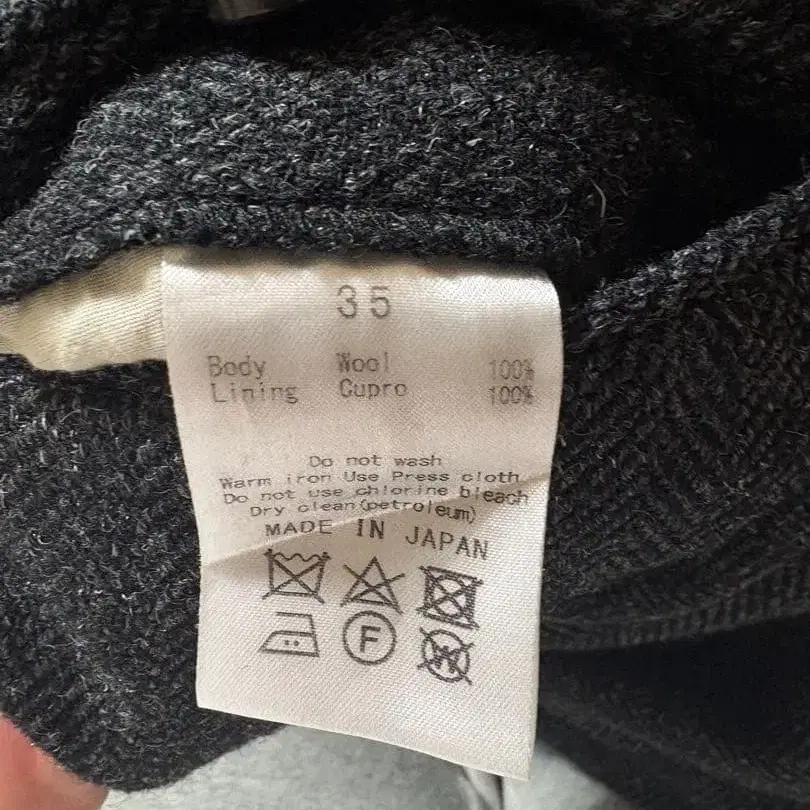 35
Body Wool 100%
Lining Cupro 100%
Do not wash
Warm iron Use Press cloth
Do not use chlorine bleach
Dry clean(petroleum)
MADE IN JAPAN
F
W